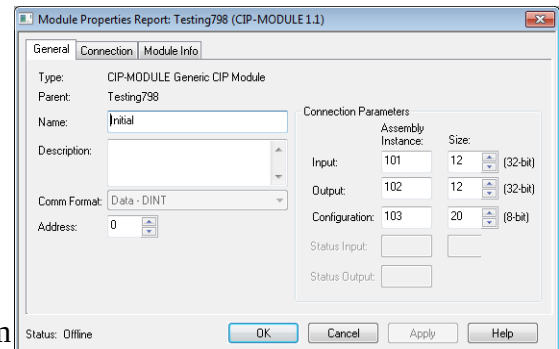 Module Properties Report: Testing798 (CIP-MODULE 1.1)
General Connection Module Info
Type: CIP-MODULE Generic CIP Module
Parent: Testing798
Name: Initial
Description:
Comm Format: Data - DINT
Address: 0
Connection Parameters
Assembly
Instance: Size:
Input: 101 12 (32-bit)
Output: 102 12 (32-bit)
Configuration: 103 20 (8-bit)
Status Input:
Status Output:
n
Status: Offline OK Cancel Apply Help